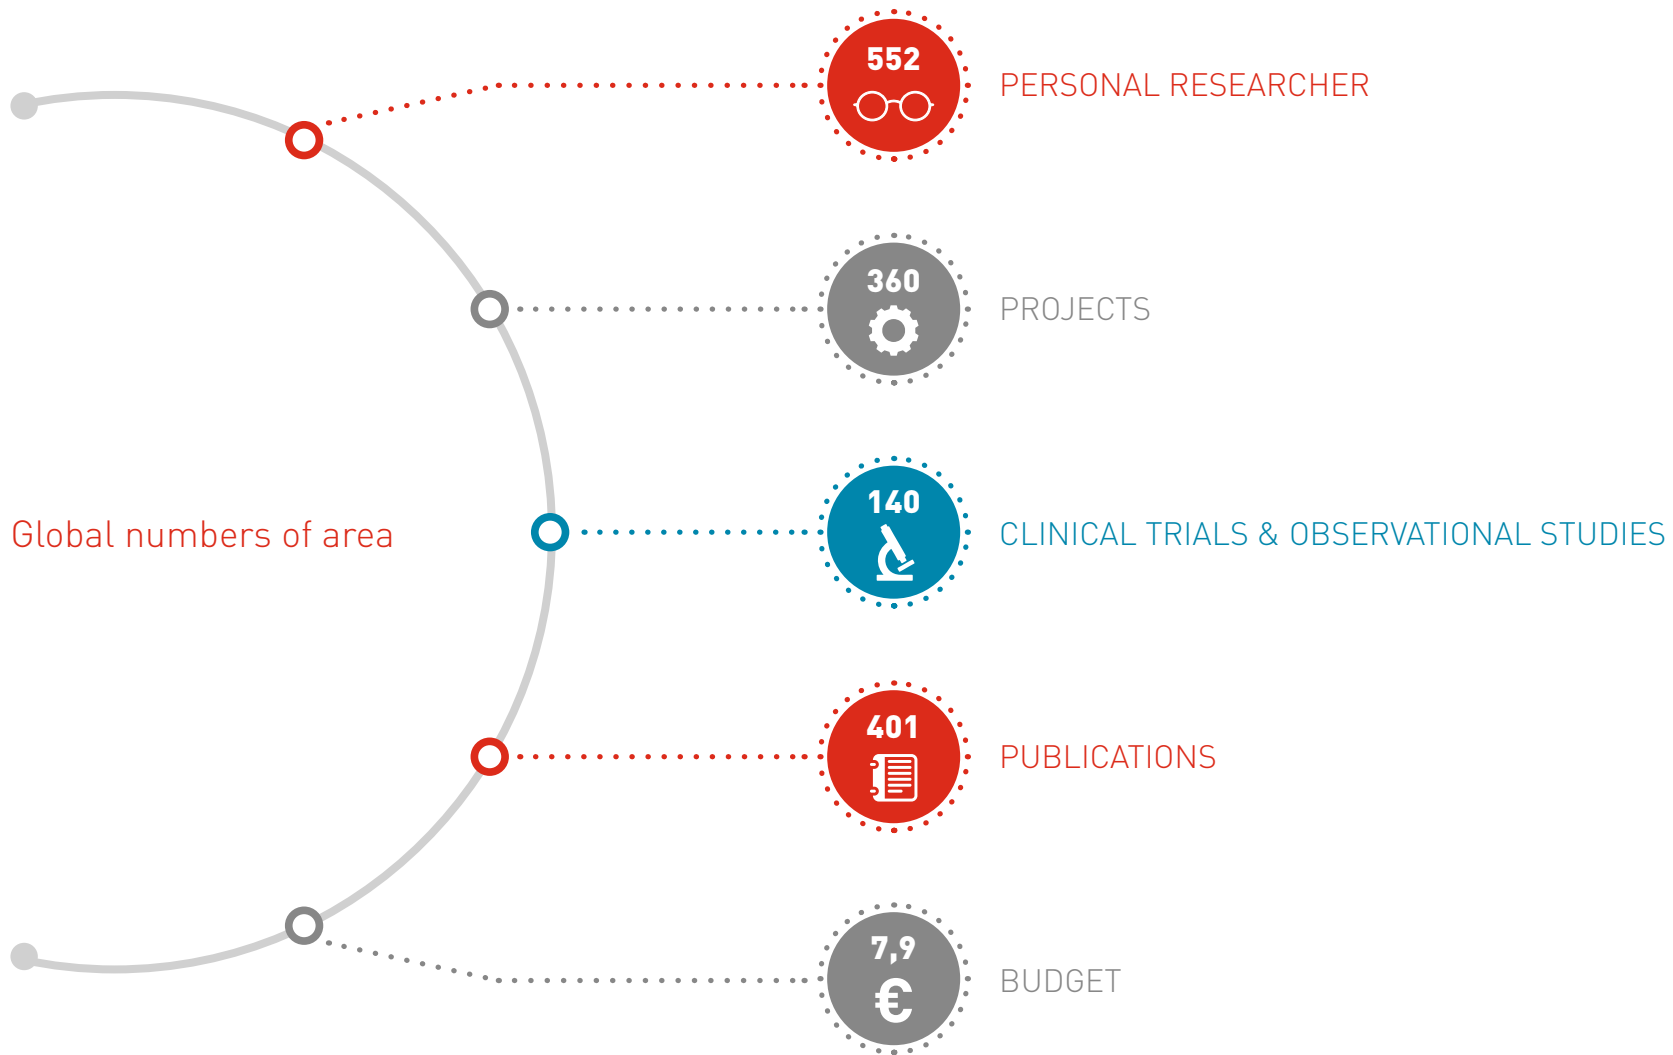 552
PERSONAL RESEARCHER
360
PROJECTS
Global numbers of area
140
CLINICAL TRIALS & OBSERVATIONAL STUDIES
401
PUBLICATIONS
7,9
€
BUDGET